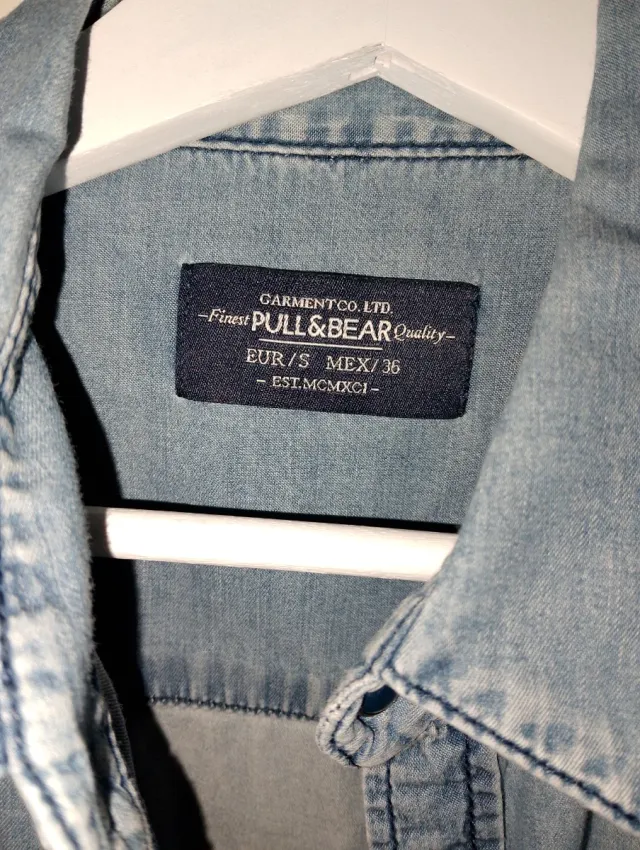 GARMENT CO. LTD.
–Finest PULL&BEAR Quality–
EUR/S MEX/36
– EST.MCMXCI –